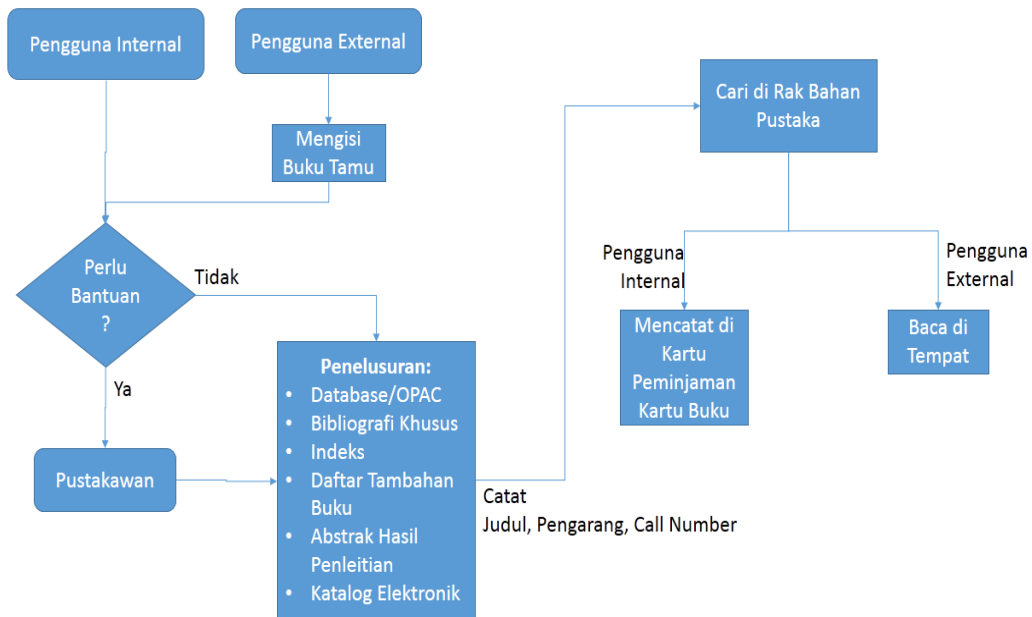 Pengguna Internal
Pengguna External
Mengisi
Buku Tamu
Perlu
Bantuan
?
Tidak
Ya
Pustakawan
Penelusuran:
• Database/OPAC
• Bibliografi Khusus
• Indeks
• Daftar Tambahan
Buku
• Abstrak Hasil
Penleitian
• Katalog Elektronik
Catat
Judul, Pengarang, Call Number
Cari di Rak Bahan
Pustaka
Pengguna
Internal
Pengguna
External
Mencatat di
Kartu
Peminjaman
Kartu Buku
Baca di
Tempat